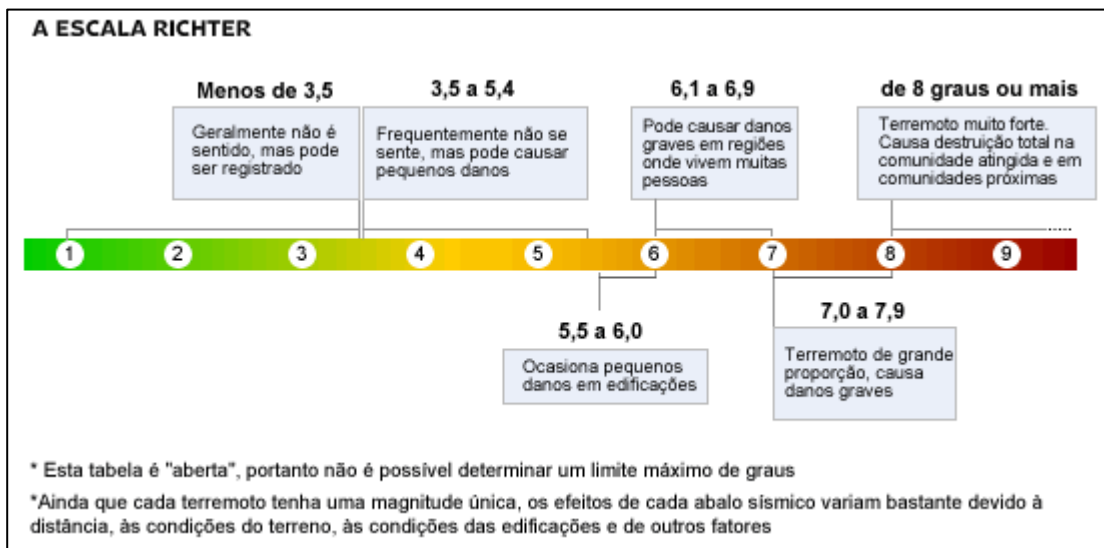 A ESCALA RICHTER
Menos de 3,5
Geralmente não é
sentido, mas pode
ser registrado
3,5 a 5,4
Frequentemente não se
sente, mas pode causar
pequenos danos
6,1 a 6,9
Pode causar danos
graves em regiões
onde vivem muitas
pessoas
de 8 graus ou mais
Terremoto muito forte.
Causa destruição total na
comunidade atingida e em
comunidades próximas
1 2 3 4 5 6 7 8 9
5,5 a 6,0
Ocasiona pequenos
danos em edificações
7,0 a 7,9
Terremoto de grande
proporção, causa
danos graves
* Esta tabela é "aberta", portanto não é possível determinar um limite máximo de graus
*Ainda que cada terremoto tenha uma magnitude única, os efeitos de cada abalo sísmico variam bastante devido à
distância, às condições do terreno, às condições das edificações e de outros fatores